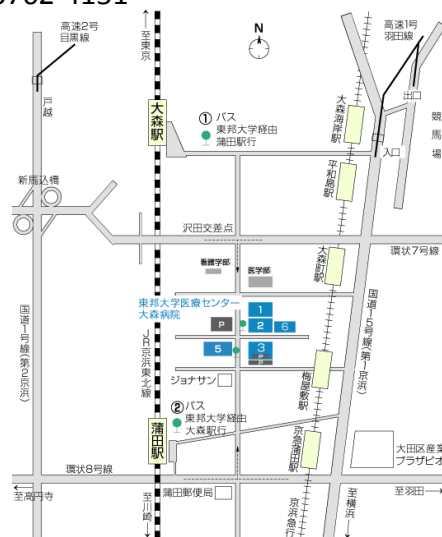 0762-4151
高速2号
目黒線
至東京
N
高速1号
羽田線
戸越
大森駅
① バス
東邦大学経由
蒲田駅行
大森海岸駅
出口
競馬場
入口
平和島駅
新馬込橋
沢田交差点
環状7号線
看護学部
医学部
大森町駅
東邦大学医療センター
大森病院
1
P
2
6
5
3
P
P
国道1号線(第2京浜)
JR京浜東北線
国道15号線(第1京浜)
ジョナサン
梅屋敷駅
② バス
東邦大学経由
大森駅行
蒲田駅
京急蒲田駅
大田区産業
プラザピオ
環状8号線
至高円寺
至川崎
蒲田郵便局
京浜急行
至横浜
至羽田